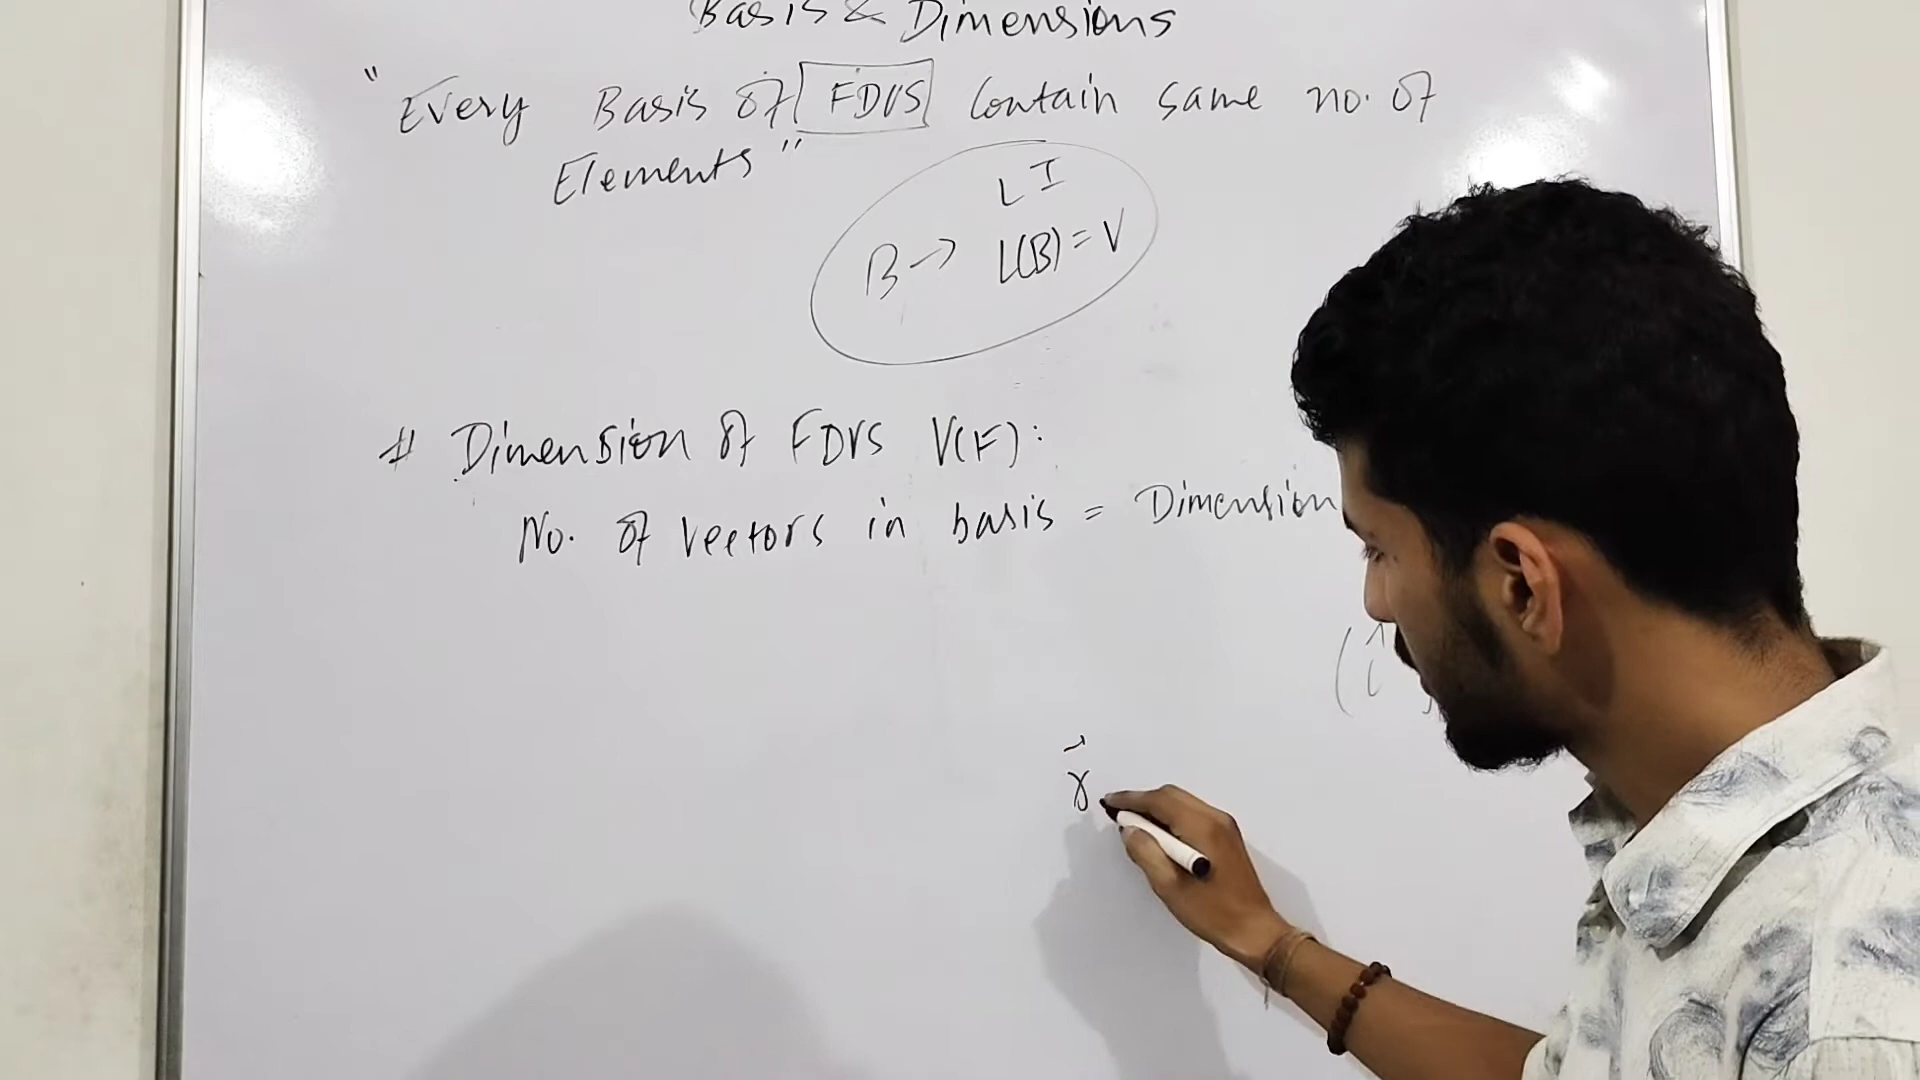 Basis & Dimensions
"Every Basis of FDVS Contain same no. of
Elements"
LI
B → L(B) = V
# Dimension of FDVS V(F):
No. of vectors in basis = Dimension
(î
r⃗